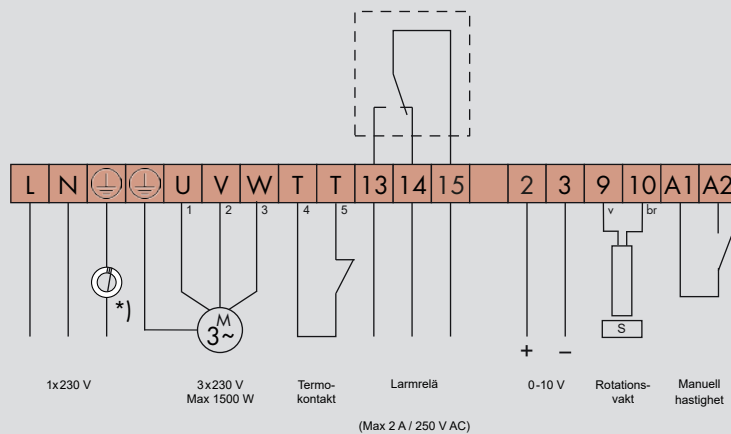 L N U V W T T 13 14 15 2 3 9 10 A1 A2
1 2 3 4 5 v br
*)
M
3~
S
+ –
1x230 V
3x230 V
Max 1500 W
Termo-
kontakt
Larmrelä
0-10 V
Rotations-
vakt
Manuell
hastighet
(Max 2 A / 250 V AC)